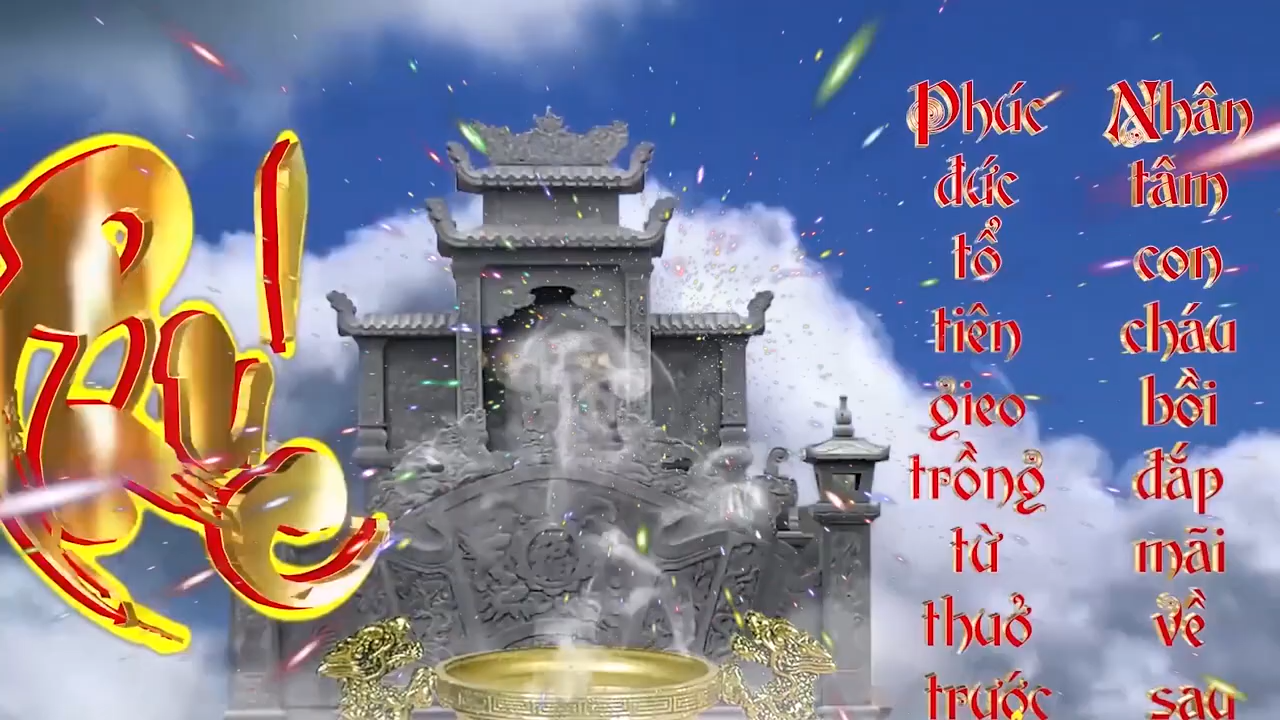 Phúc
đức
tổ
tiên
gieo
trồng
từ
thuở
trước
Nhân
tâm
con
cháu
bồi
đắp
mãi
về
sau